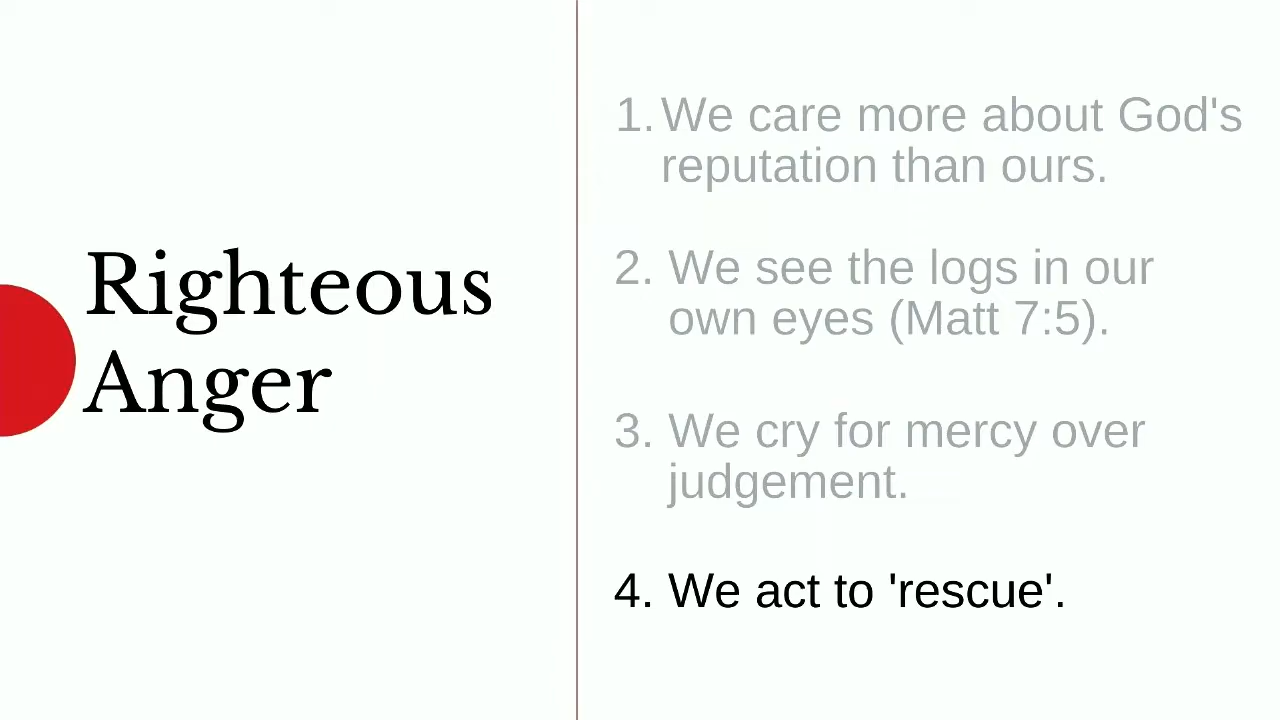 Righteous
Anger
1. We care more about God's
reputation than ours.
2. We see the logs in our
own eyes (Matt 7:5).
3. We cry for mercy over
judgement.
4. We act to 'rescue'.